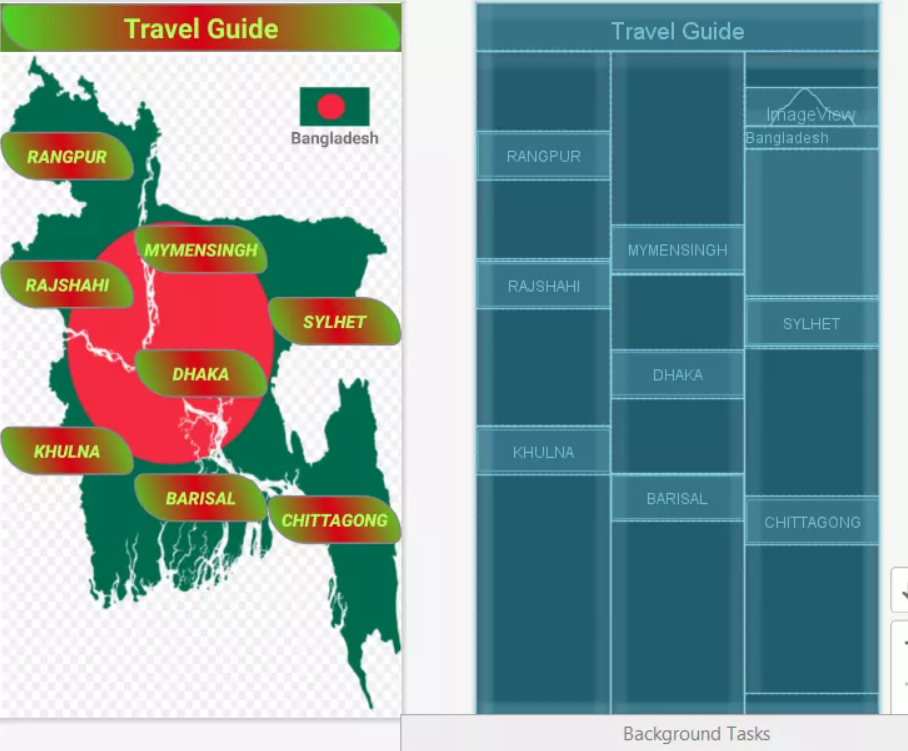 Travel Guide
Bangladesh
RANGPUR
MYMENSINGH
RAJSHAHI
SYLHET
DHAKA
KHULNA
BARISAL
CHITTAGONG
Travel Guide
ImageView
Bangladesh
RANGPUR
MYMENSINGH
RAJSHAHI
SYLHET
DHAKA
KHULNA
BARISAL
CHITTAGONG
Background Tasks